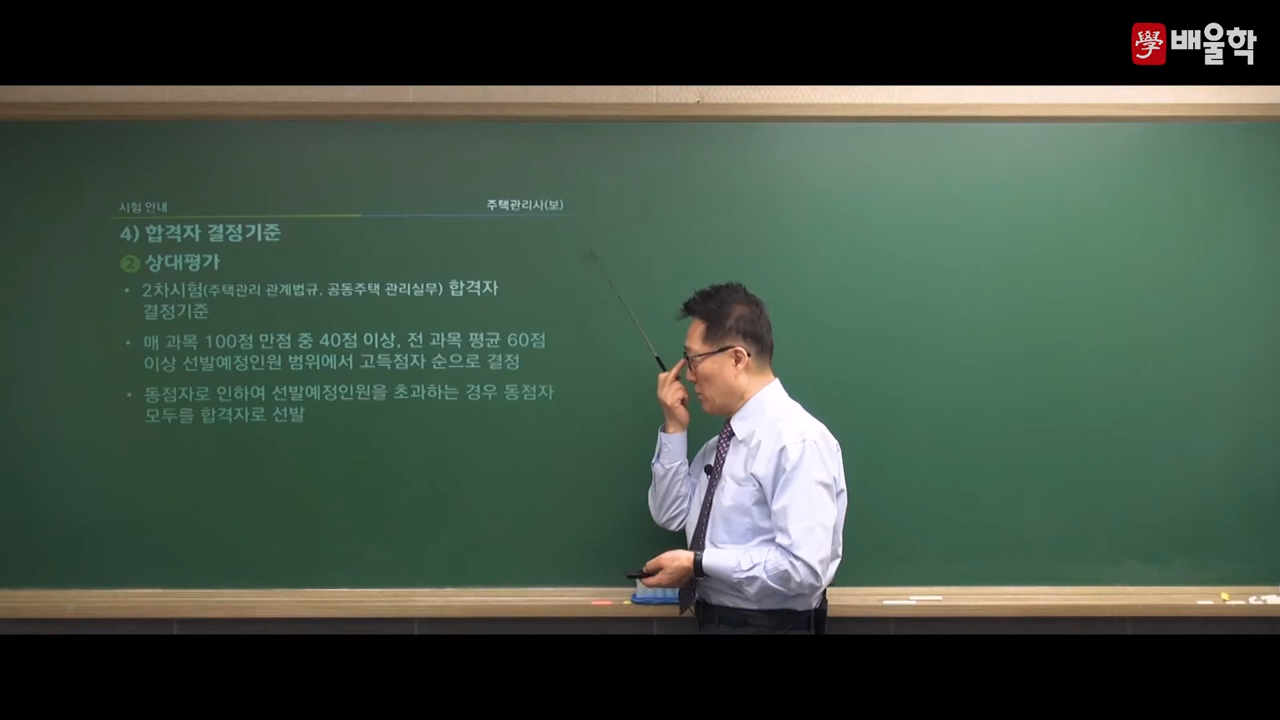 學 배울학
시험 안내
주택관리사(보)
4) 합격자 결정기준
2 상대평가
• 2차시험(주택관리 관계법규, 공동주택 관리실무) 합격자
결정기준
• 매 과목 100점 만점 중 40점 이상, 전 과목 평균 60점
이상 선발예정인원 범위에서 고득점자 순으로 결정
• 동점자로 인하여 선발예정인원을 초과하는 경우 동점자
모두를 합격자로 선발